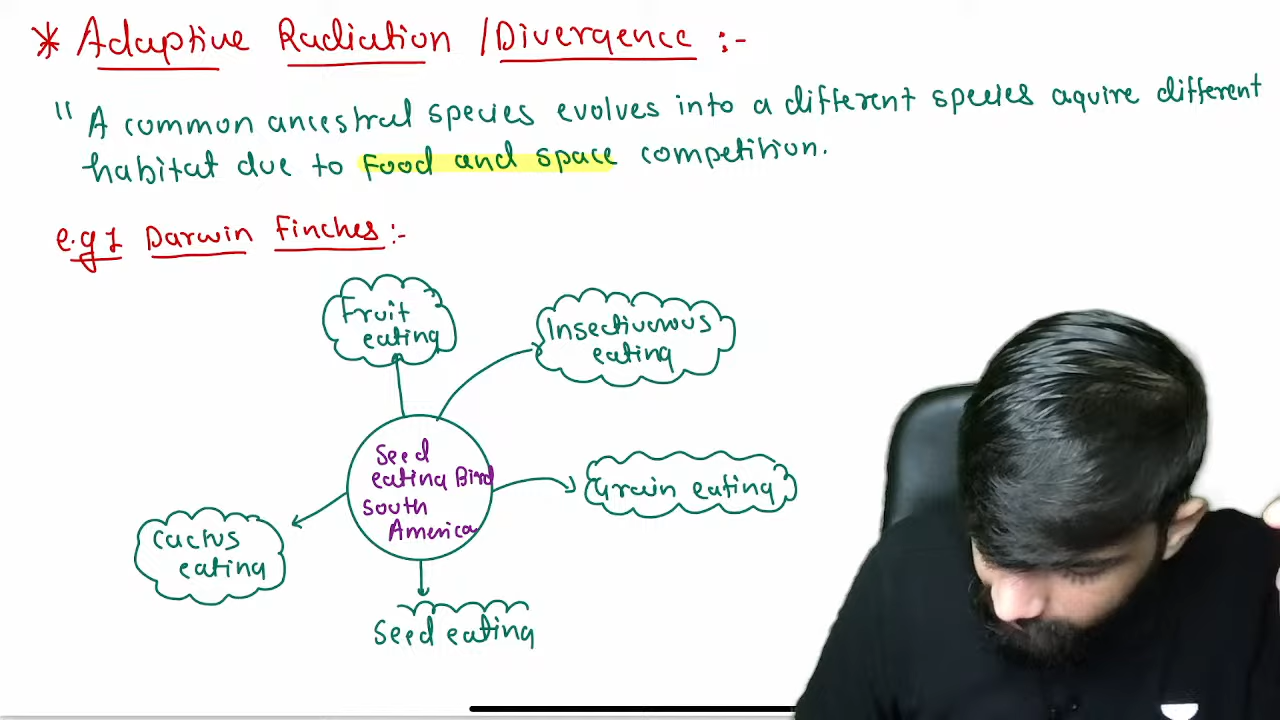 * Adaptive Radiation / Divergence :-
" A common ancestral species evolves into a different species aquire different
habitat due to Food and space competition.
e.g 1 Darwin Finches :-
Fruit
eating
Insectivorous
eating
Seed
eating Bird
South
America
Grain eating
Cactus
eating
Seed eating